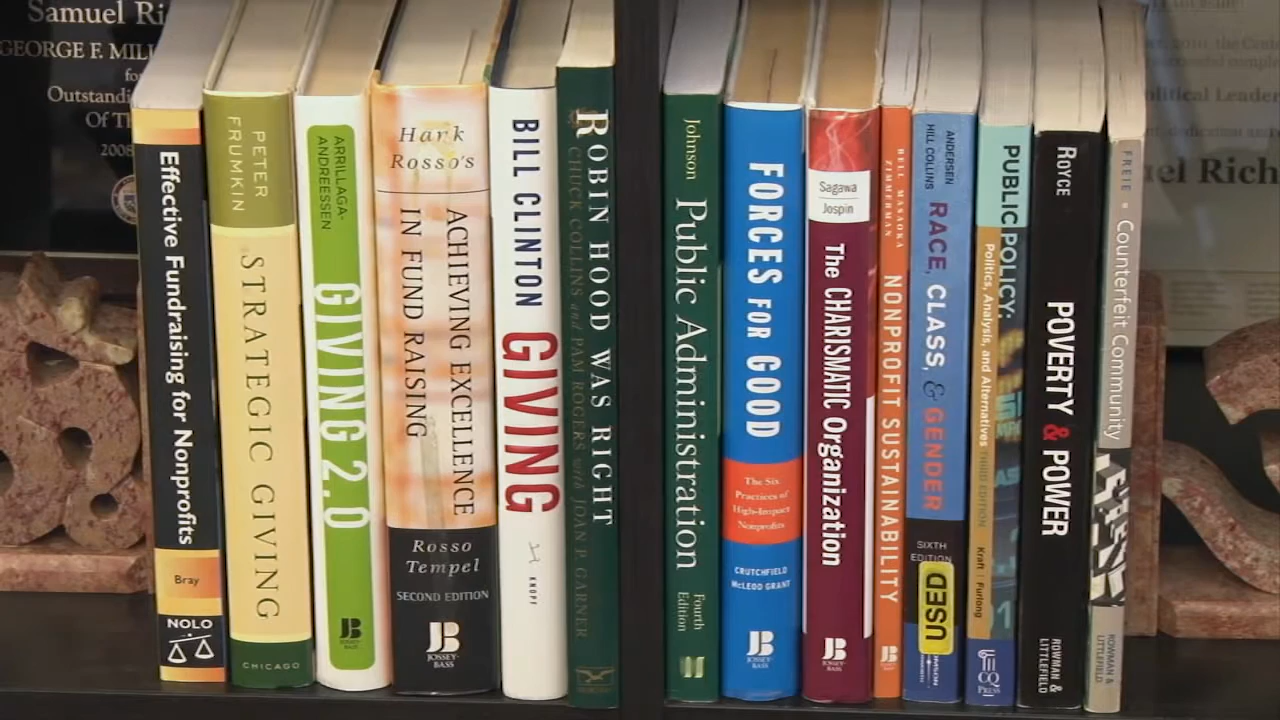 Samuel Ri
GEORGE F. MILL
for
Outstandi
Of Th
2008
Effective Fundraising for Nonprofits
Bray
NOLO
PETER
FRUMKIN
STRATEGIC GIVING
CHICAGO
ARRILLAGA-
ANDREESSEN
GIVING 2.0
JOSSEY-
BASS
Hank
Rosso's
ACHIEVING EXCELLENCE
IN FUND RAISING
Rosso
Tempel
SECOND EDITION
JOSSEY-
BASS
BILL CLINTON
GIVING
KNOPF
ROBIN HOOD WAS RIGHT
CHUCK COLLINS and PAM ROGERS with JOAN P. GARNER
Johnson
Public Administration
Fourth
Edition
FORCES FOR GOOD
The Six
Practices of
High-Impact
Nonprofits
CRUTCHFIELD
McLEOD GRANT
JOSSEY-
BASS
Sagawa
Jospin
The CHARISMATIC Organization
JOSSEY-
BASS
BELL MASAOKA
ZIMMERMAN
NONPROFIT SUSTAINABILITY
ANDERSEN
HILL COLLINS
RACE, CLASS, & GENDER
SIXTH
EDITION
USED
PUBLIC POLICY:
Politics, Analysis, and Alternatives THIRD EDITION
Kraft | Furlong
CQ
PRESS
ROYCE
POVERTY & POWER
ROWMAN &
LITTLEFIELD
FREIE
Counterfeit Community
ROWMAN &
LITTLEFIELD
olitical Leader
uel Rich